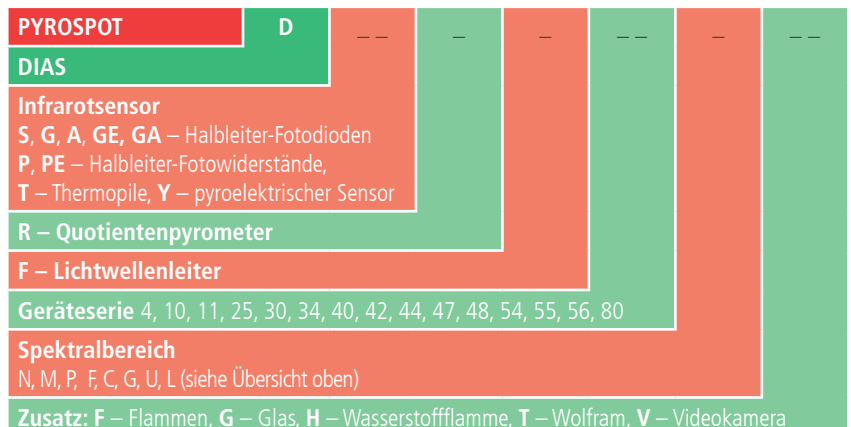 PYROSPOT D _ _ _ _ _ _ _ _ _
DIAS
Infrarotsensor
S, G, A, GE, GA – Halbleiter-Fotodioden
P, PE – Halbleiter-Fotowiderstände,
T – Thermopile, Y – pyroelektrischer Sensor
R – Quotientenpyrometer
F – Lichtwellenleiter
Geräteserie 4, 10, 11, 25, 30, 34, 40, 42, 44, 47, 48, 54, 55, 56, 80
Spektralbereich
N, M, P, F, C, G, U, L (siehe Übersicht oben)
Zusatz: F – Flammen, G – Glas, H – Wasserstoffflamme, T – Wolfram, V – Videokamera